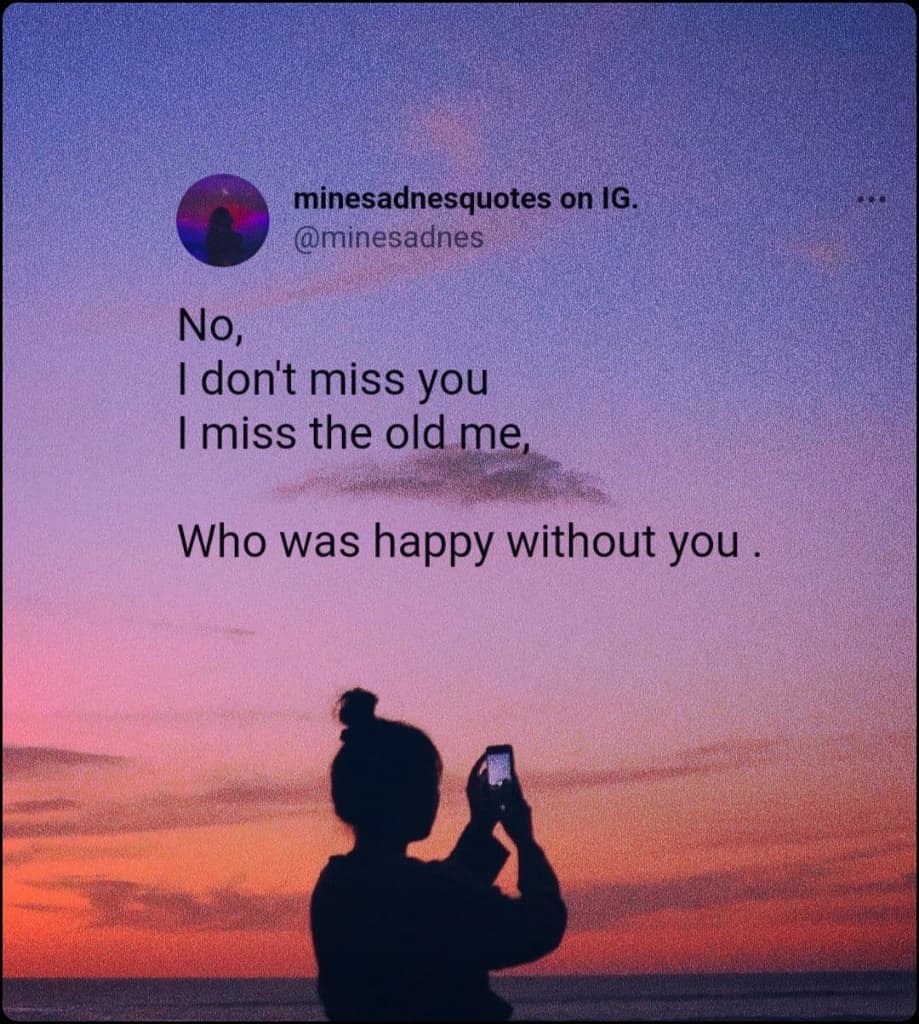 minesadnesquotes on IG.
@minesadnes
No,
I don't miss you
I miss the old me,
Who was happy without you .